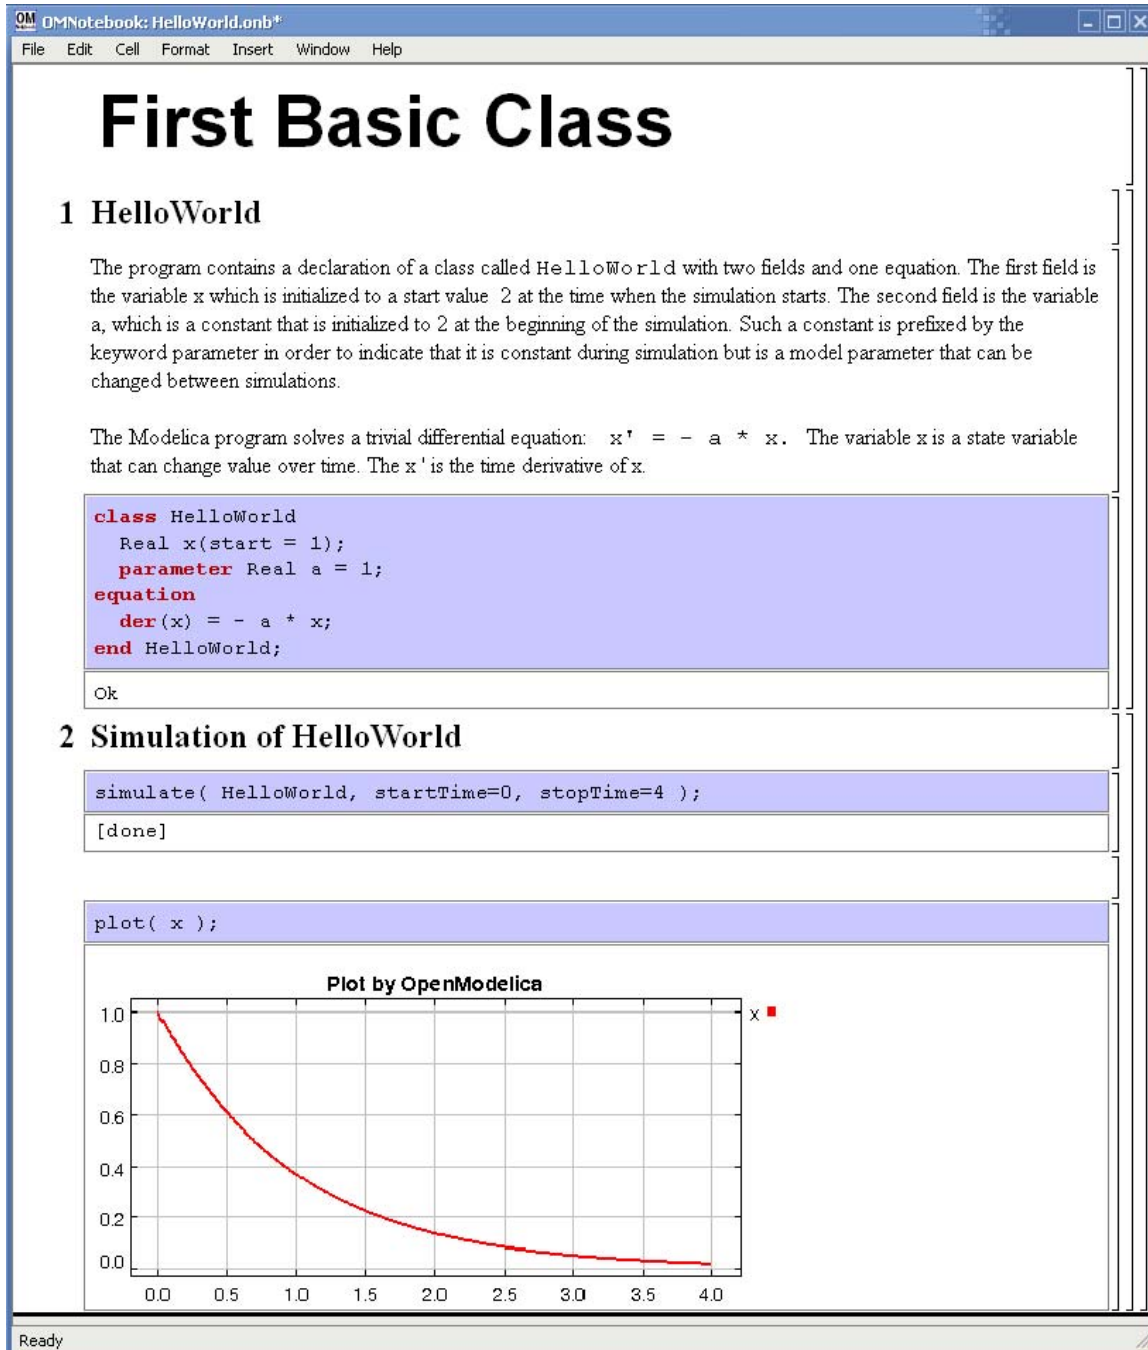 OMNotebook: HelloWorld.onb*
File Edit Cell Format Insert Window Help
First Basic Class
1 HelloWorld
The program contains a declaration of a class called HelloWorld with two fields and one equation. The first field is
the variable x which is initialized to a start value 2 at the time when the simulation starts. The second field is the variable
a, which is a constant that is initialized to 2 at the beginning of the simulation. Such a constant is prefixed by the
keyword parameter in order to indicate that it is constant during simulation but is a model parameter that can be
changed between simulations.
The Modelica program solves a trivial differential equation: x' = - a * x. The variable x is a state variable
that can change value over time. The x ' is the time derivative of x.
class HelloWorld
Real x(start = 1);
parameter Real a = 1;
equation
der(x) = - a * x;
end HelloWorld;
Ok
2 Simulation of HelloWorld
simulate( HelloWorld, startTime=0, stopTime=4 );
[done]
plot( x );
Plot by OpenModelica
1.0
x
0.8
0.6
0.4
0.2
0.0
0.0 0.5 1.0 1.5 2.0 2.5 3.0 3.5 4.0
Ready